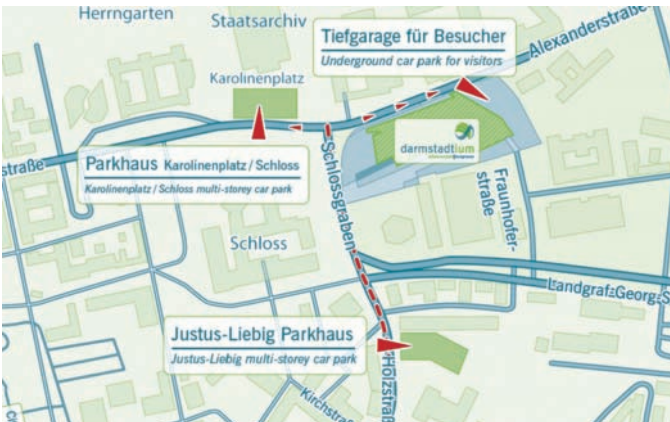 Herrngarten
Staatsarchiv
Tiefgarage für Besucher
Underground car park for visitors
Alexanderstraße
Karolinenplatz
darmstadtium
straße
Parkhaus Karolinenplatz / Schloss
Karolinenplatz / Schloss multi-storey car park
Schlossgraben
Fraunhofer-
straße
Schloss
Landgraf-Georg-S
Justus-Liebig Parkhaus
Justus-Liebig multi-storey car park
Holzstraß
Kirchstraß